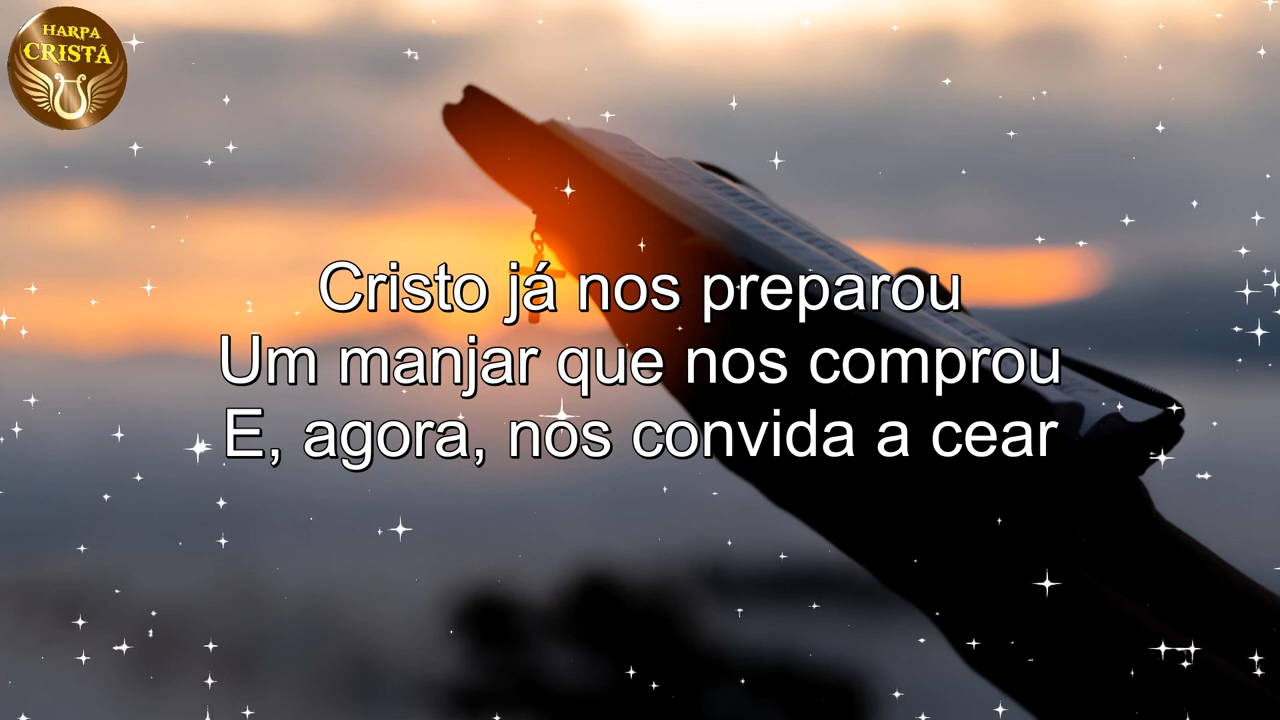 HARPA
CRISTÃ
Cristo já nos preparou
Um manjar que nos comprou
E, agora, nos convida a cear